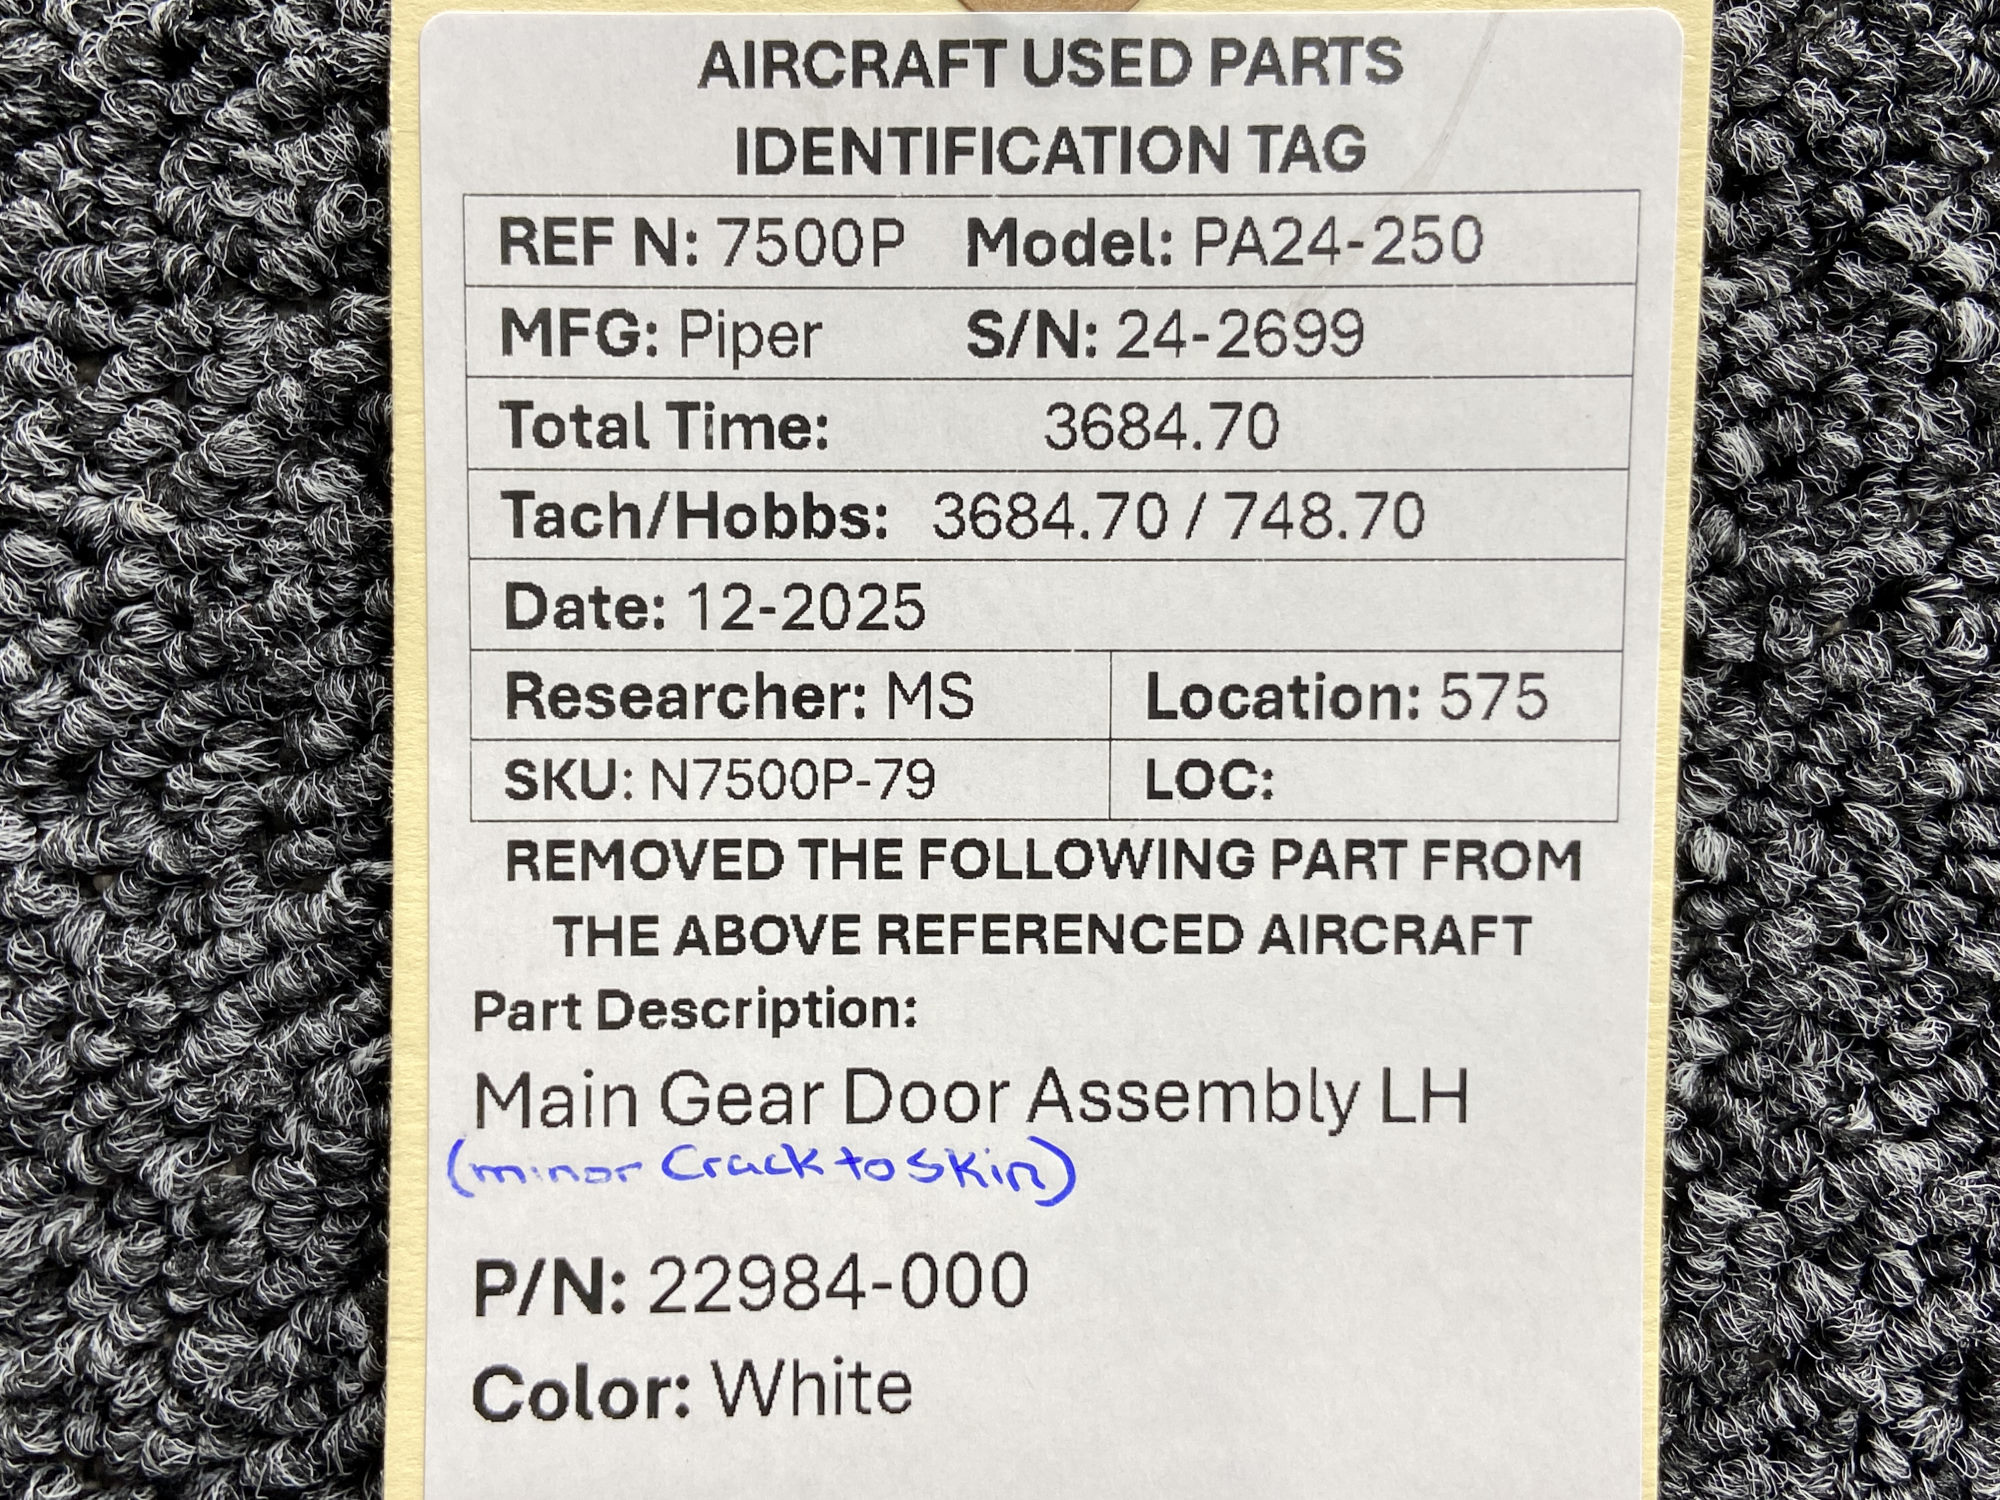 AIRCRAFT USED PARTS
IDENTIFICATION TAG
REF N: 7500P Model: PA24-250
MFG: Piper S/N: 24-2699
Total Time: 3684.70
Tach/Hobbs: 3684.70 / 748.70
Date: 12-2025
Researcher: MS Location: 575
SKU: N7500P-79 LOC:
REMOVED THE FOLLOWING PART FROM
THE ABOVE REFERENCED AIRCRAFT
Part Description:
Main Gear Door Assembly LH
(minor Crack to skin)
P/N: 22984-000
Color: White